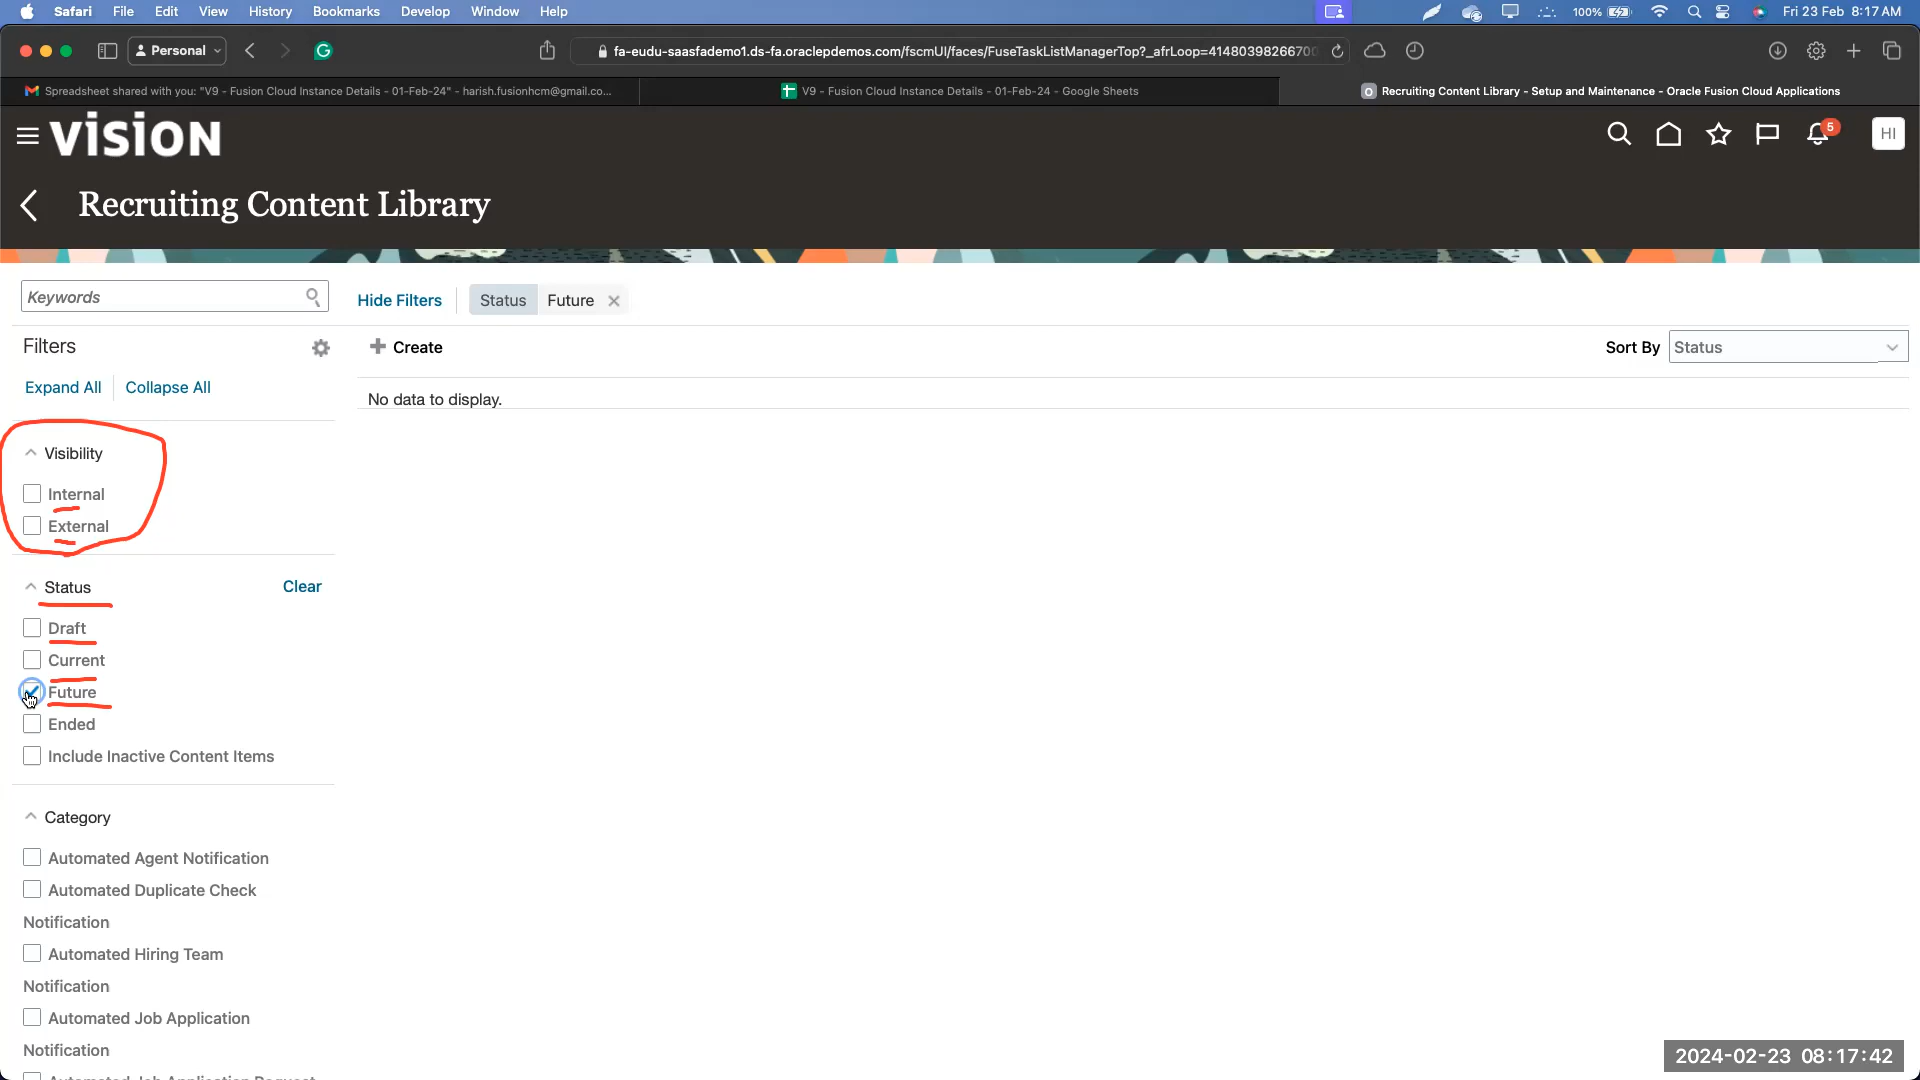 Safari File Edit View History Bookmarks Develop Window Help 100% Fri 23 Feb 8:17 AM
Personal fa-eudu-saasfademo1.ds-fa.oraclepdemos.com/fscmUI/faces/FuseTaskListManagerTop?_afrLoop=41480398266700
Spreadsheet shared with you: "V9 - Fusion Cloud Instance Details - 01-Feb-24" - harish.fusionhcm@gmail.co... V9 - Fusion Cloud Instance Details - 01-Feb-24 - Google Sheets Recruiting Content Library - Setup and Maintenance - Oracle Fusion Cloud Applications
VISION 5 HI
Recruiting Content Library
Keywords Hide Filters Status Future
Filters Create Sort By Status
Expand All Collapse All No data to display.
Visibility
Internal
External
Status Clear
Draft
Current
Future
Ended
Include Inactive Content Items
Category
Automated Agent Notification
Automated Duplicate Check
Notification
Automated Hiring Team
Notification
Automated Job Application
Notification
Automated Job Application Request
2024-02-23 08:17:42